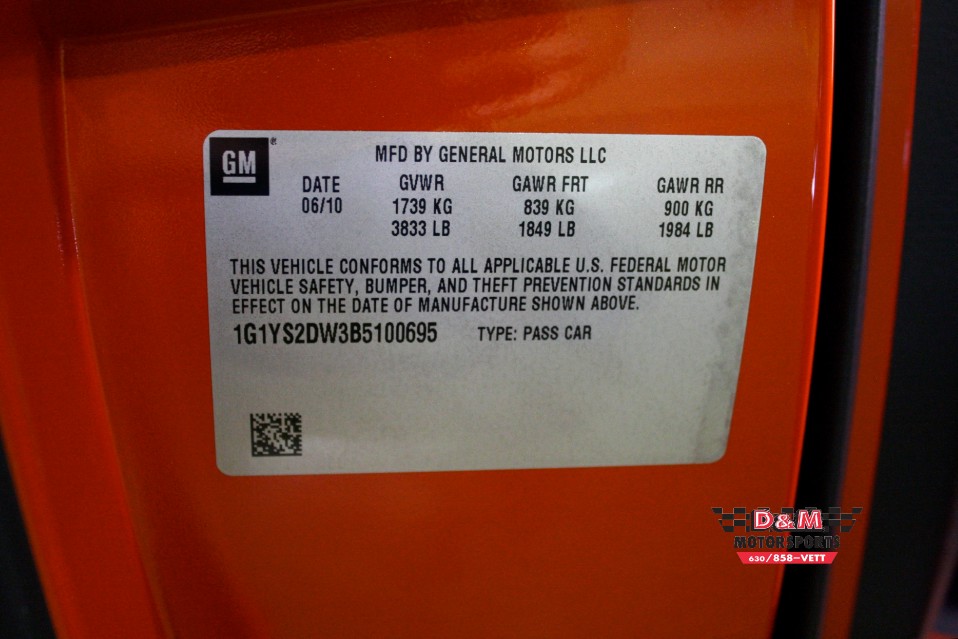 GM ®
MFD BY GENERAL MOTORS LLC
DATE GVWR GAWR FRT GAWR RR
06/10 1739 KG 839 KG 900 KG
3833 LB 1849 LB 1984 LB
THIS VEHICLE CONFORMS TO ALL APPLICABLE U.S. FEDERAL MOTOR
VEHICLE SAFETY, BUMPER, AND THEFT PREVENTION STANDARDS IN
EFFECT ON THE DATE OF MANUFACTURE SHOWN ABOVE.
1G1YS2DW3B5100695 TYPE: PASS CAR
D&M
MOTORSPORTS
630/858-VETT